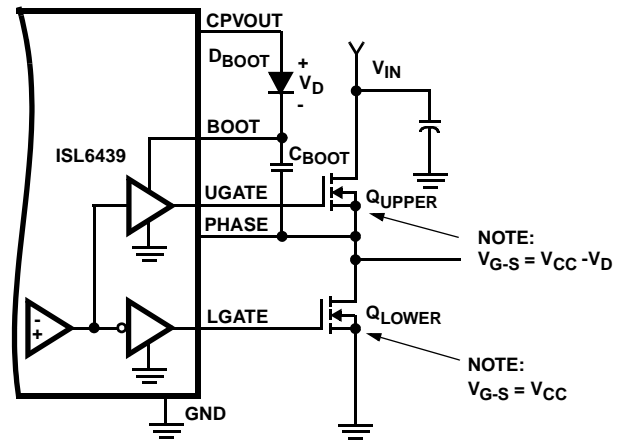 CPVOUT
DBOOT
+
VD
-
VIN
BOOT
ISL6439
CBOOT
UGATE
QUPPER
PHASE
NOTE:
VG-S = VCC -VD
-
+
LGATE
QLOWER
NOTE:
VG-S = VCC
GND